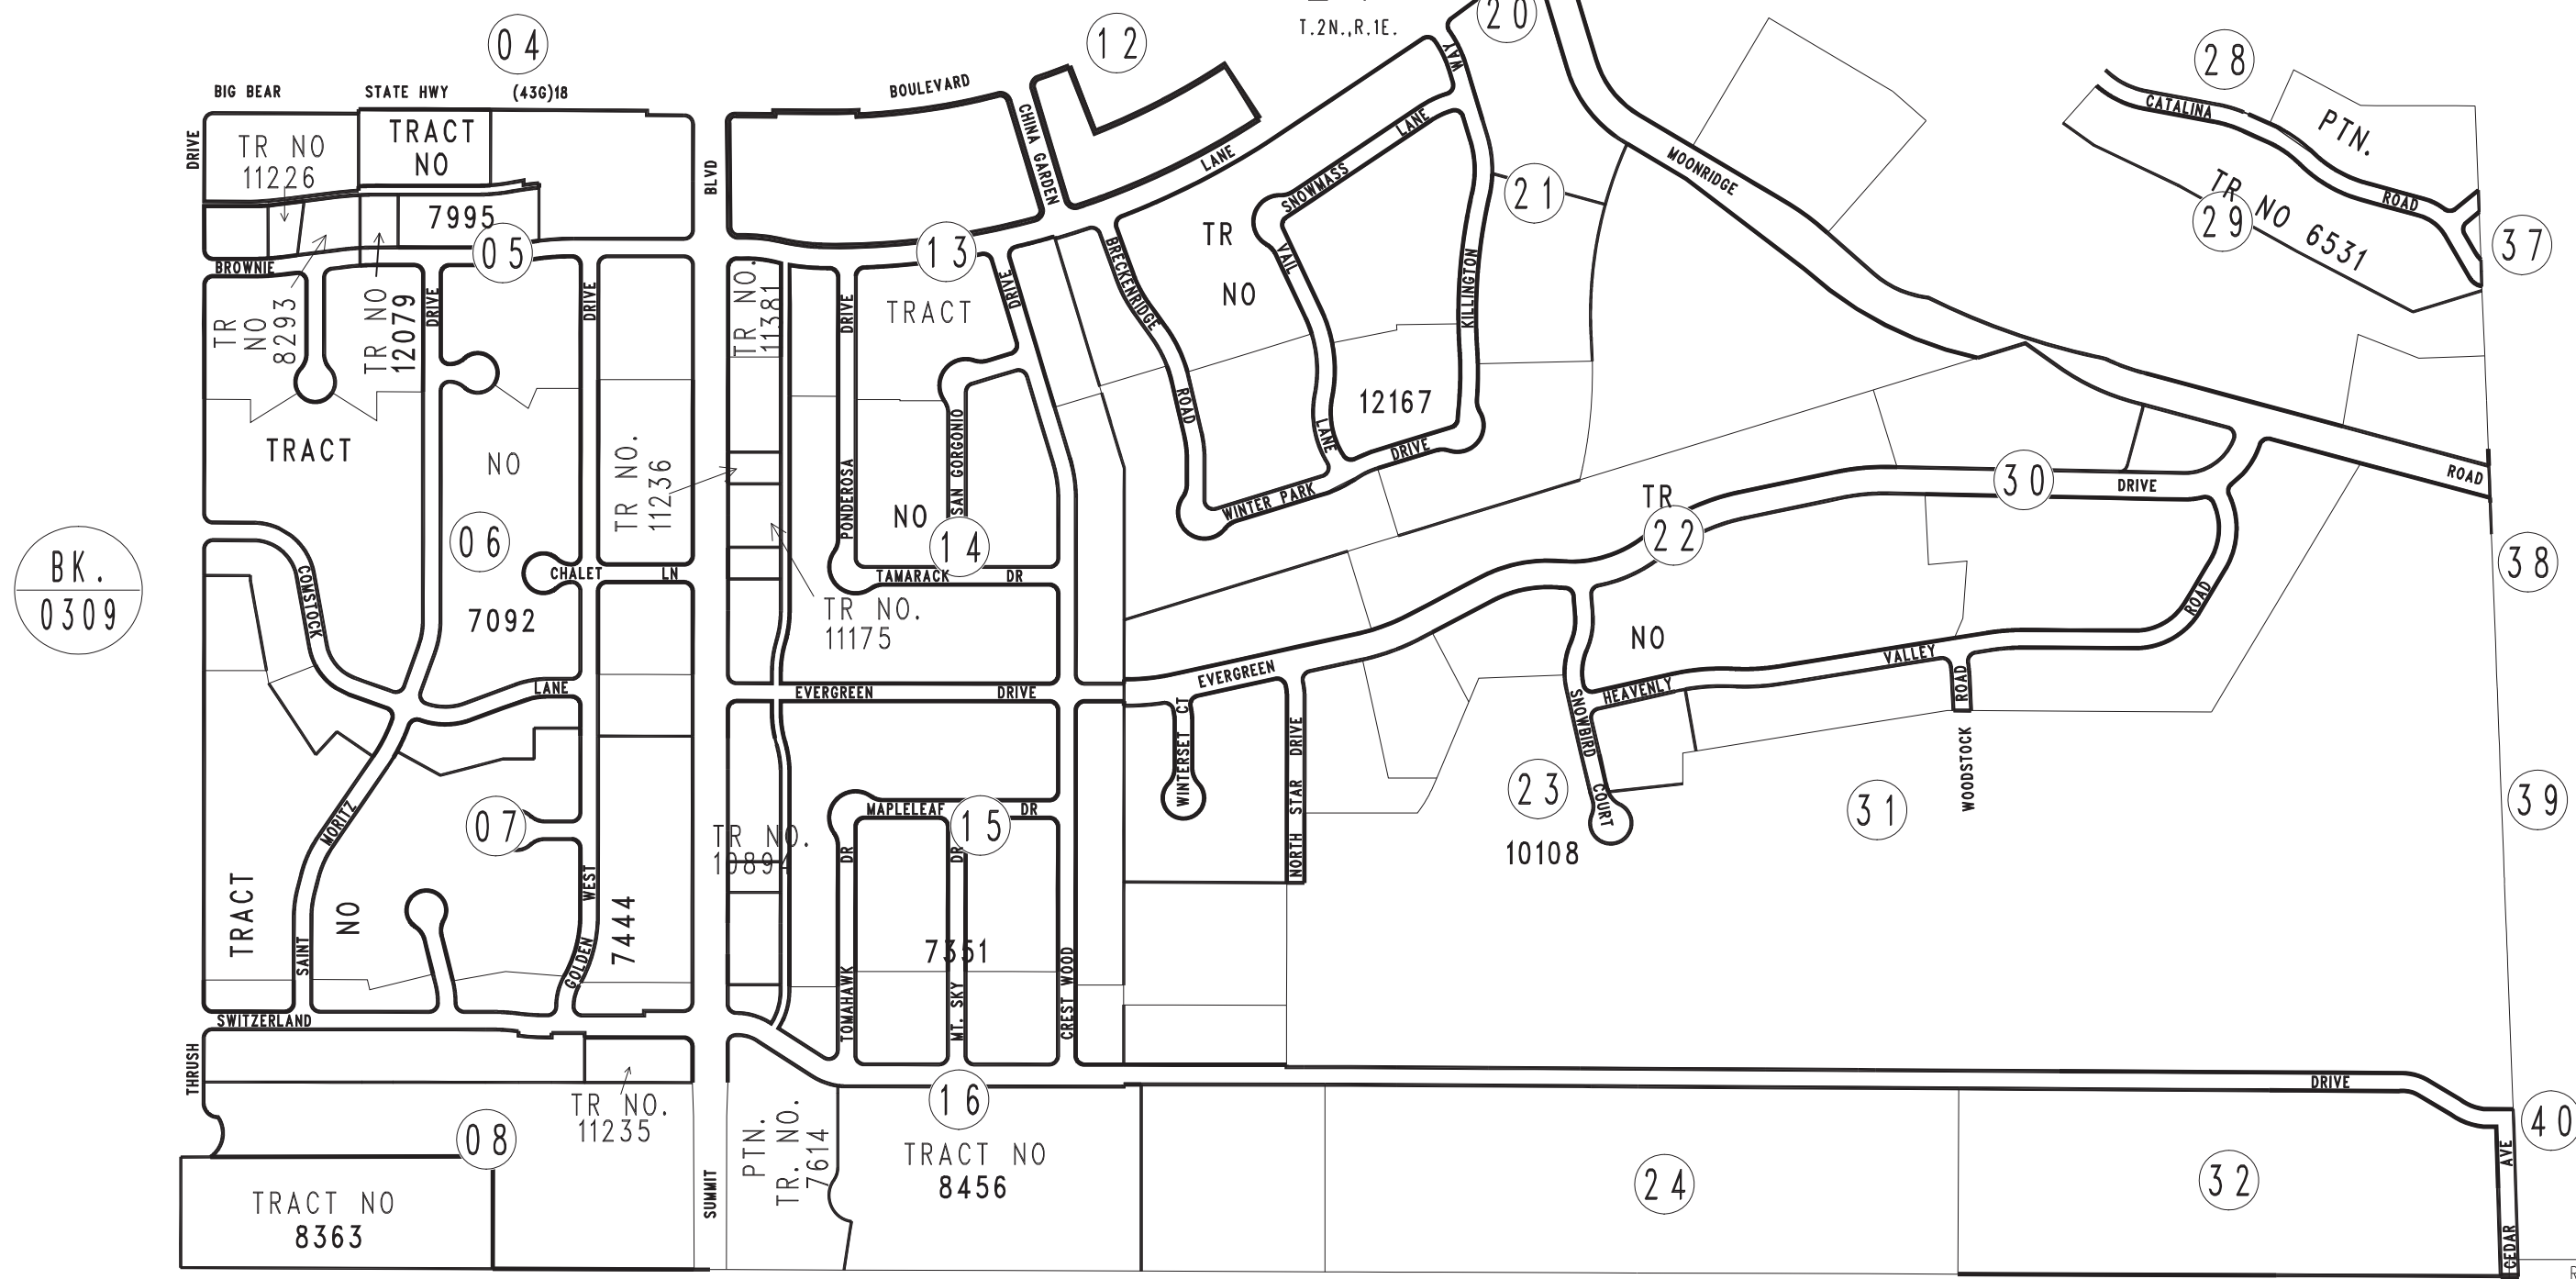 T.2N.,R.1E.
20
04
12
28
BIG BEAR
STATE HWY
(43G)18
BOULEVARD
WAY
CATALINA
ROAD
PTN.
DRIVE
TR NO
11226
TRACT
NO
BLVD
CHINA GARDEN
LANE
SNOWMASS
LANE
MOONRIDGE
21
TR NO 6531
29
37
7995
05
13
BROWNIE
DRIVE
DRIVE
TR NO.
11381
DRIVE
TRACT
DRIVE
BRECKENRIDGE
ROAD
TR
NO
VAIL
LANE
KILLINGTON
TR
NO
8293
TR NO
12079
12167
TRACT
NO
TR NO.
11236
PONDEROSA
NO
SAN GORGONIO
WINTER PARK
DRIVE
ROAD
BK.
0309
06
CHALET
LN
14
TAMARACK
DR
TR
22
30
DRIVE
38
CONSTOCK
7092
TR NO.
11175
NO
ROAD
LANE
EVERGREEN
DRIVE
EVERGREEN
HEAVENLY
VALLEY
ROAD
WOODSTOCK
WINTERSET CT
NORTH STAR DRIVE
SNOWBIRD
COURT
23
10108
31
39
MORITZ
SAINT
07
TR NO.
10894
MAPLELEAF
DR
15
DR
DR
TRACT
NO
WEST
GOLDEN
7444
7351
TOMAHAWK
MT. SKY
CREST WOOD
SWITZERLAND
THRUSH
DRIVE
TR NO.
11235
08
16
40
PTN.
TR. NO.
7614
TRACT NO
8456
SUMMIT
TRACT NO
8363
24
32
AVE
CEDAR